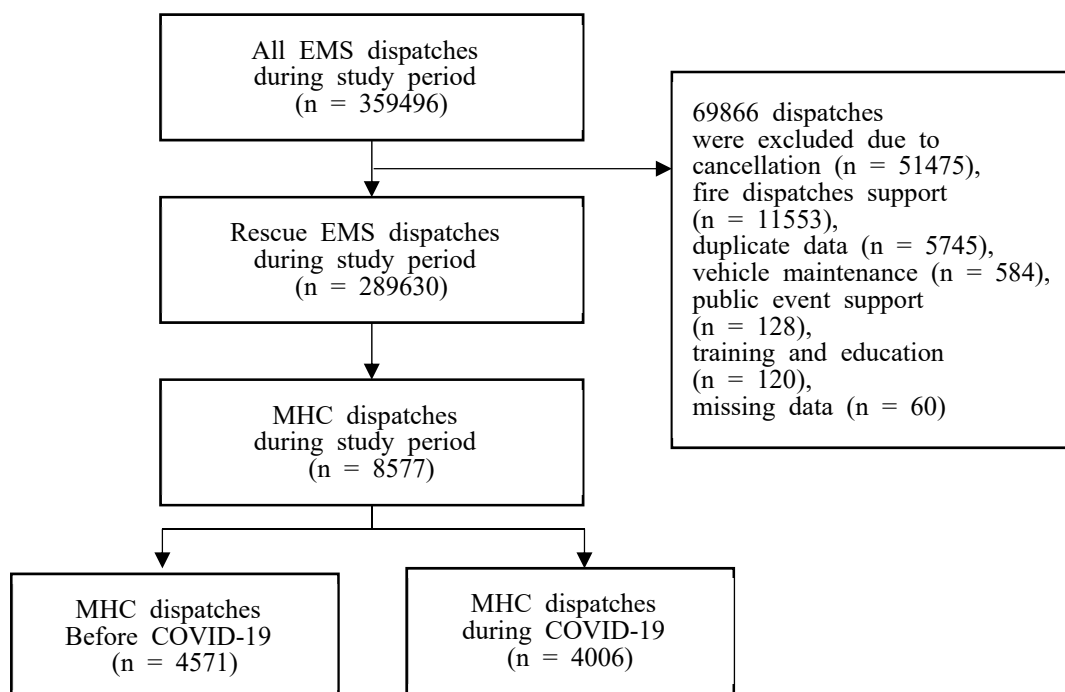 All EMS dispatches
during study period
(n = 359496)
69866 dispatches
were excluded due to
cancellation (n = 51475),
fire dispatches support
(n = 11553),
duplicate data (n = 5745),
vehicle maintenance (n = 584),
public event support
(n = 128),
training and education
(n = 120),
missing data (n = 60)
Rescue EMS dispatches
during study period
(n = 289630)
MHC dispatches
during study period
(n = 8577)
MHC dispatches
Before COVID-19
(n = 4571)
MHC dispatches
during COVID-19
(n = 4006)